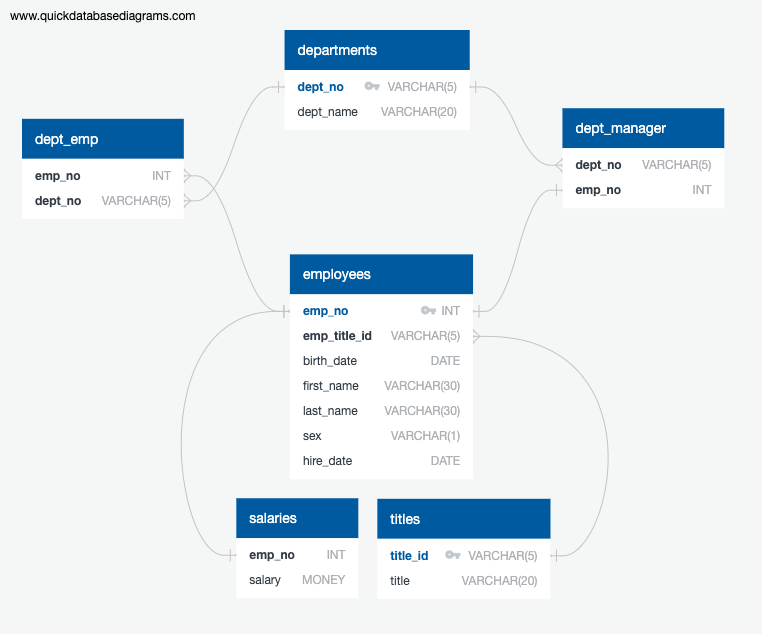 www.quickdatabasediagrams.com
departments
dept_no VARCHAR(5)
dept_name VARCHAR(20)
dept_emp
emp_no INT
dept_no VARCHAR(5)
dept_manager
dept_no VARCHAR(5)
emp_no INT
employees
emp_no INT
emp_title_id VARCHAR(5)
birth_date DATE
first_name VARCHAR(30)
last_name VARCHAR(30)
sex VARCHAR(1)
hire_date DATE
salaries
emp_no INT
salary MONEY
titles
title_id VARCHAR(5)
title VARCHAR(20)